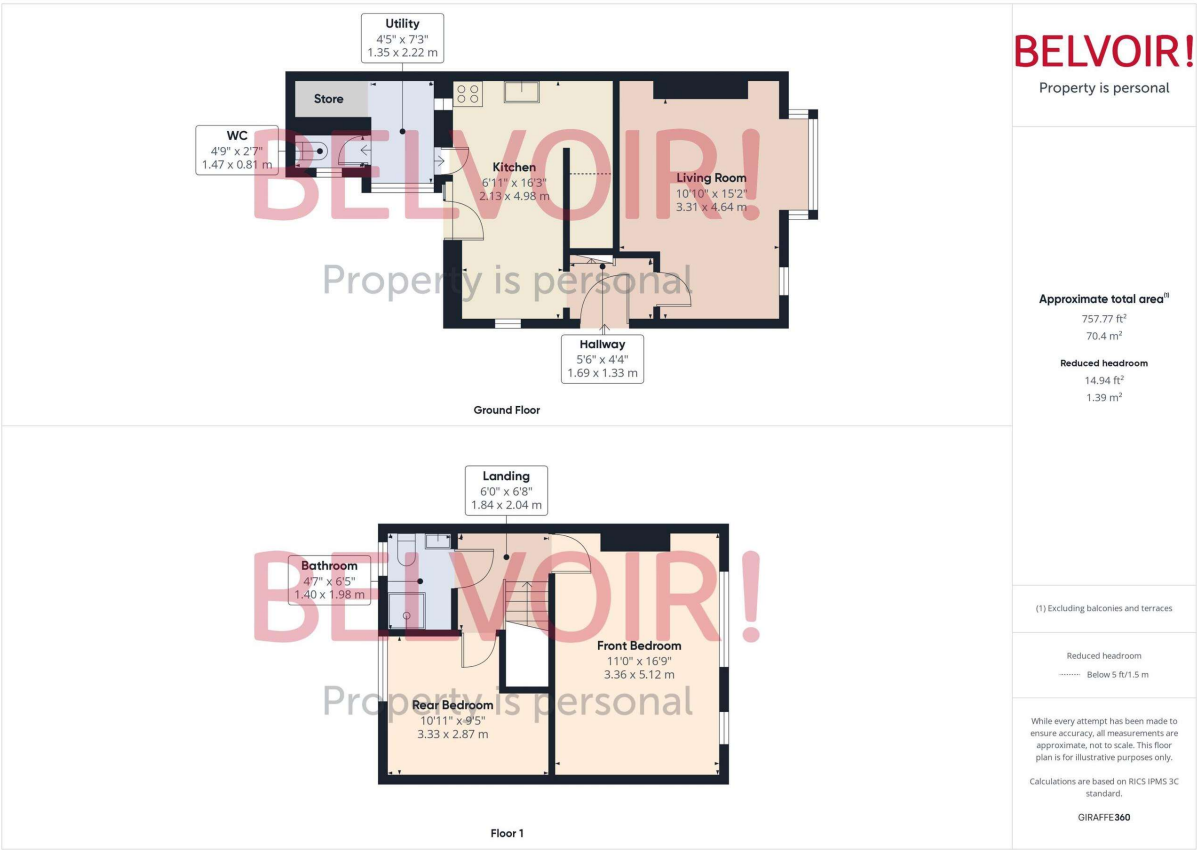 Utility
4'5" x 7'3"
1.35 x 2.22 m
Store
WC
4'9" x 2'7"
1.47 x 0.81 m
Kitchen
6'11" x 16'3"
2.13 x 4.98 m
Living Room
10'10" x 15'2"
3.31 x 4.64 m
BELVOIR!
Property is personal
Hallway
5'6" x 4'4"
1.69 x 1.33 m
Ground Floor
Landing
6'0" x 6'8"
1.84 x 2.04 m
Bathroom
4'7" x 6'5"
1.40 x 1.98 m
BELVOIR!
Front Bedroom
11'0" x 16'9"
3.36 x 5.12 m
Property is personal
Rear Bedroom
10'11" x 9'5"
3.33 x 2.87 m
Floor 1
BELVOIR!
Property is personal
Approximate total area(1)
757.77 ft²
70.4 m²
Reduced headroom
14.94 ft²
1.39 m²
(1) Excluding balconies and terraces
Reduced headroom
Below 5 ft/1.5 m
While every attempt has been made to
ensure accuracy, all measurements are
approximate, not to scale. This floor
plan is for illustrative purposes only.
Calculations are based on RICS IPMS 3C
standard.
GIRAFFE360